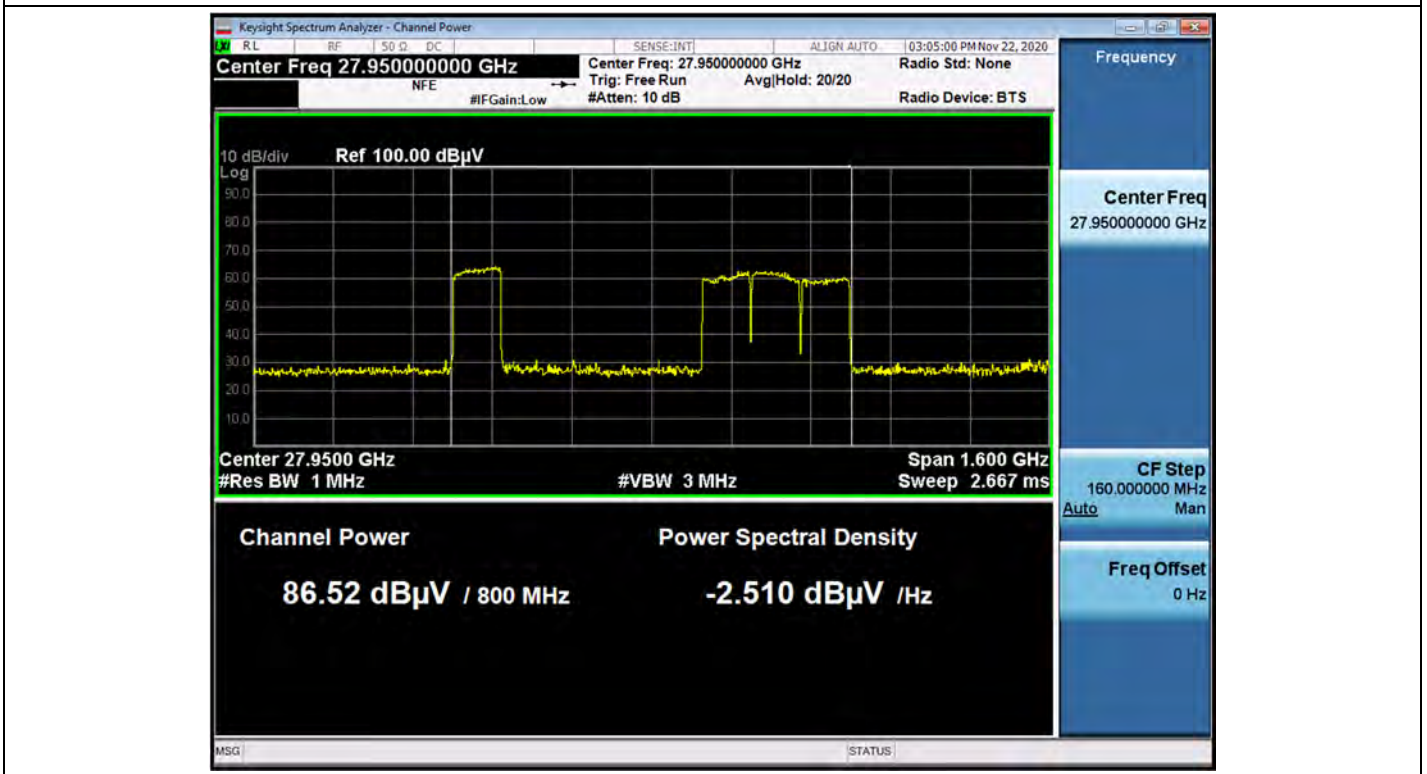 Keysight Spectrum Analyzer - Channel Power
LXI RL RF 50 Ω DC SENSE:INT ALIGN AUTO 03:05:00 PM Nov 22, 2020
Center Freq 27.950000000 GHz
NFE
#IFGain:Low
Center Freq: 27.950000000 GHz
Trig: Free Run Avg|Hold: 20/20
#Atten: 10 dB
Radio Std: None
Radio Device: BTS
10 dB/div Ref 100.00 dBµV
Log
90.0
80.0
70.0
60.0
50.0
40.0
30.0
20.0
10.0
Center 27.9500 GHz Span 1.600 GHz
#Res BW 1 MHz #VBW 3 MHz Sweep 2.667 ms
Channel Power Power Spectral Density
86.52 dBµV / 800 MHz -2.510 dBµV /Hz
MSG STATUS
Frequency
Center Freq
27.950000000 GHz
CF Step
160.000000 MHz
Auto Man
Freq Offset
0 Hz